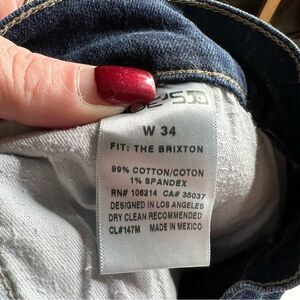 W 34
FIT: THE BRIXTON
99% COTTON/COTON
1% SPANDEX
RN# 106214 CA# 35037
DESIGNED IN LOS ANGELES
DRY CLEAN RECOMMENDED
CL#147M MADE IN MEXICO